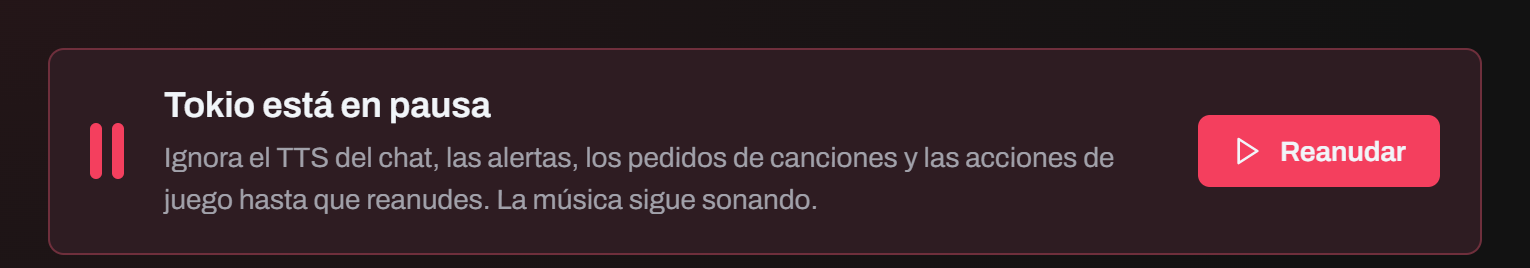 Tokio está en pausa
Ignora el TTS del chat, las alertas, los pedidos de canciones y las acciones de
juego hasta que reanudes. La música sigue sonando.
Reanudar